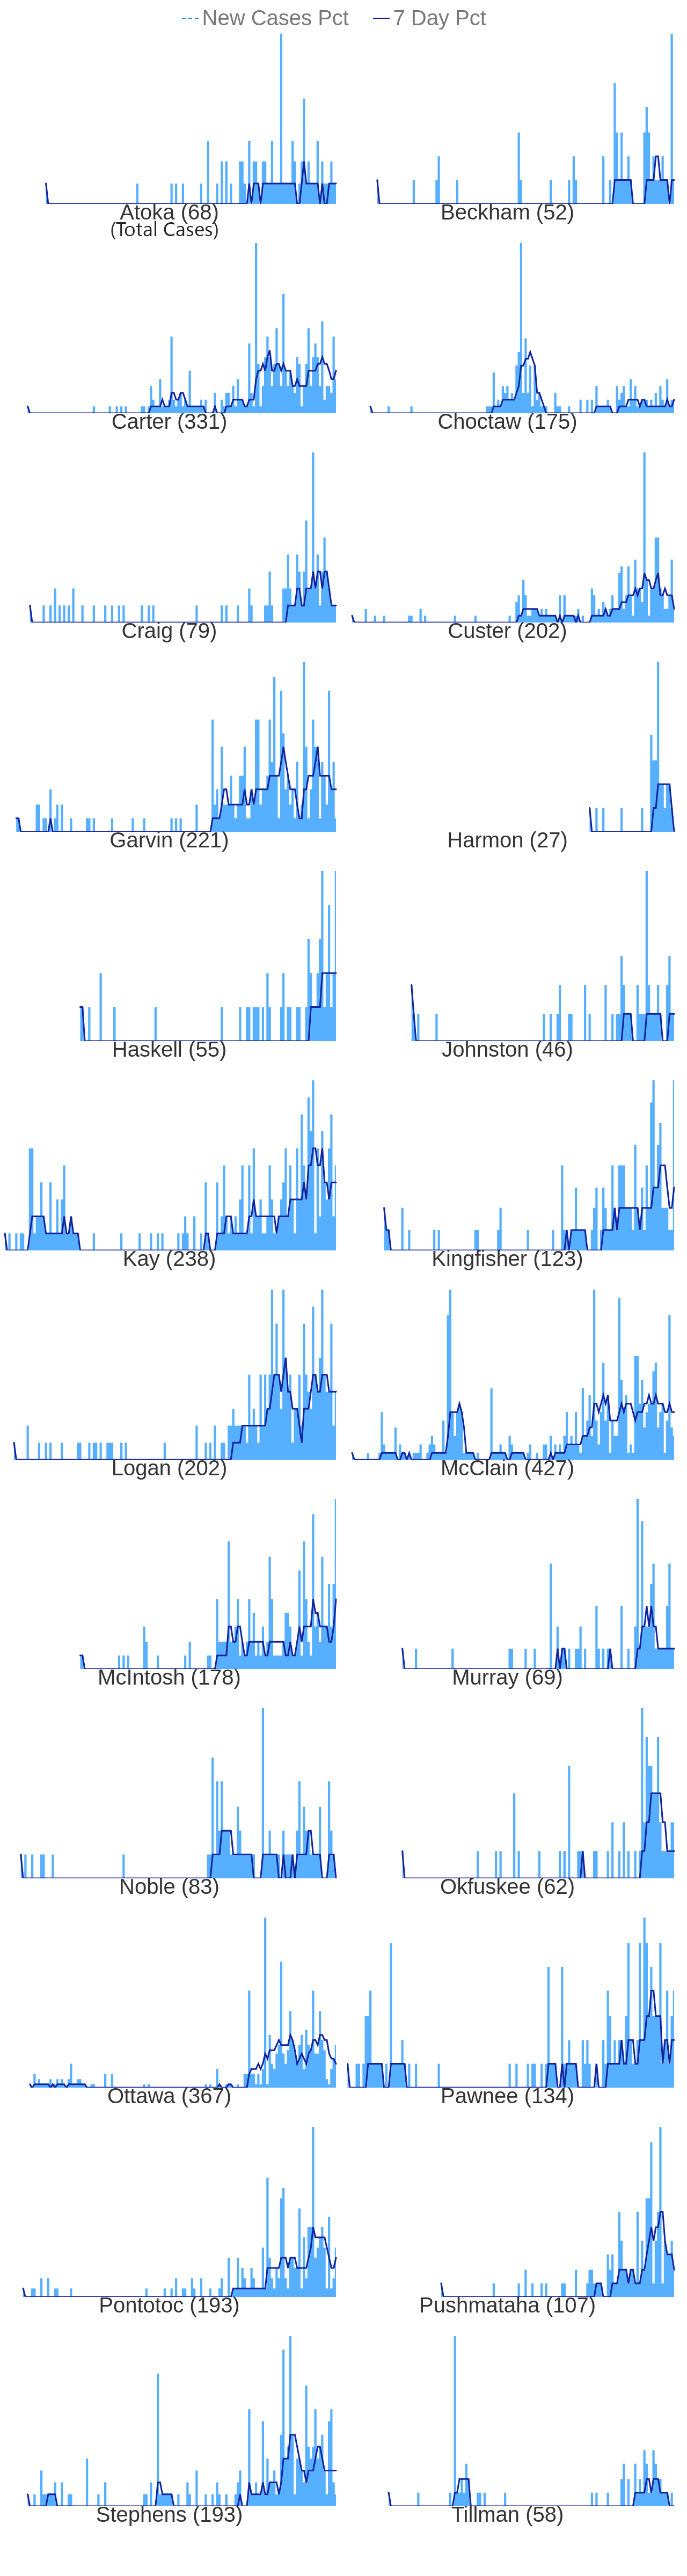 New Cases Pct 7 Day Pct
Atoka (68) Beckham (52)
(Total Cases)
Carter (331) Choctaw (175)
Craig (79) Custer (202)
Garvin (221) Harmon (27)
Haskell (55) Johnston (46)
Kay (238) Kingfisher (123)
Logan (202) McClain (427)
McIntosh (178) Murray (69)
Noble (83) Okfuskee (62)
Ottawa (367) Pawnee (134)
Pontotoc (193) Pushmataha (107)
Stephens (193) Tillman (58)